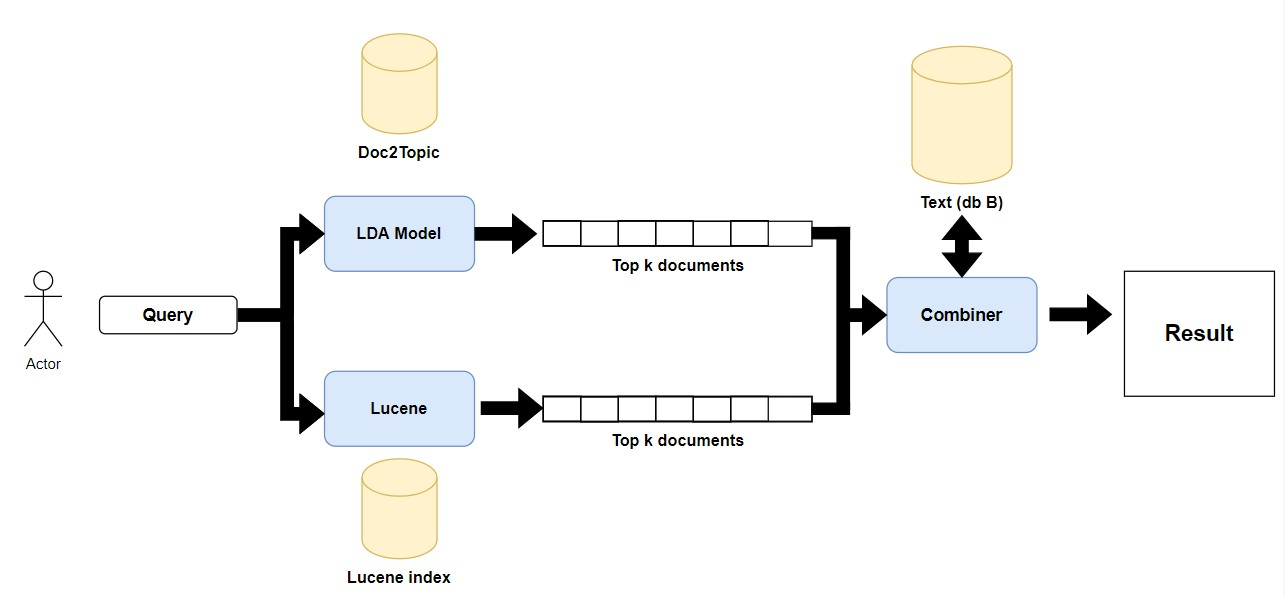 Doc2Topic
Text (db B)
LDA Model
Top k documents
Actor
Query
Combiner
Result
Lucene
Top k documents
Lucene index